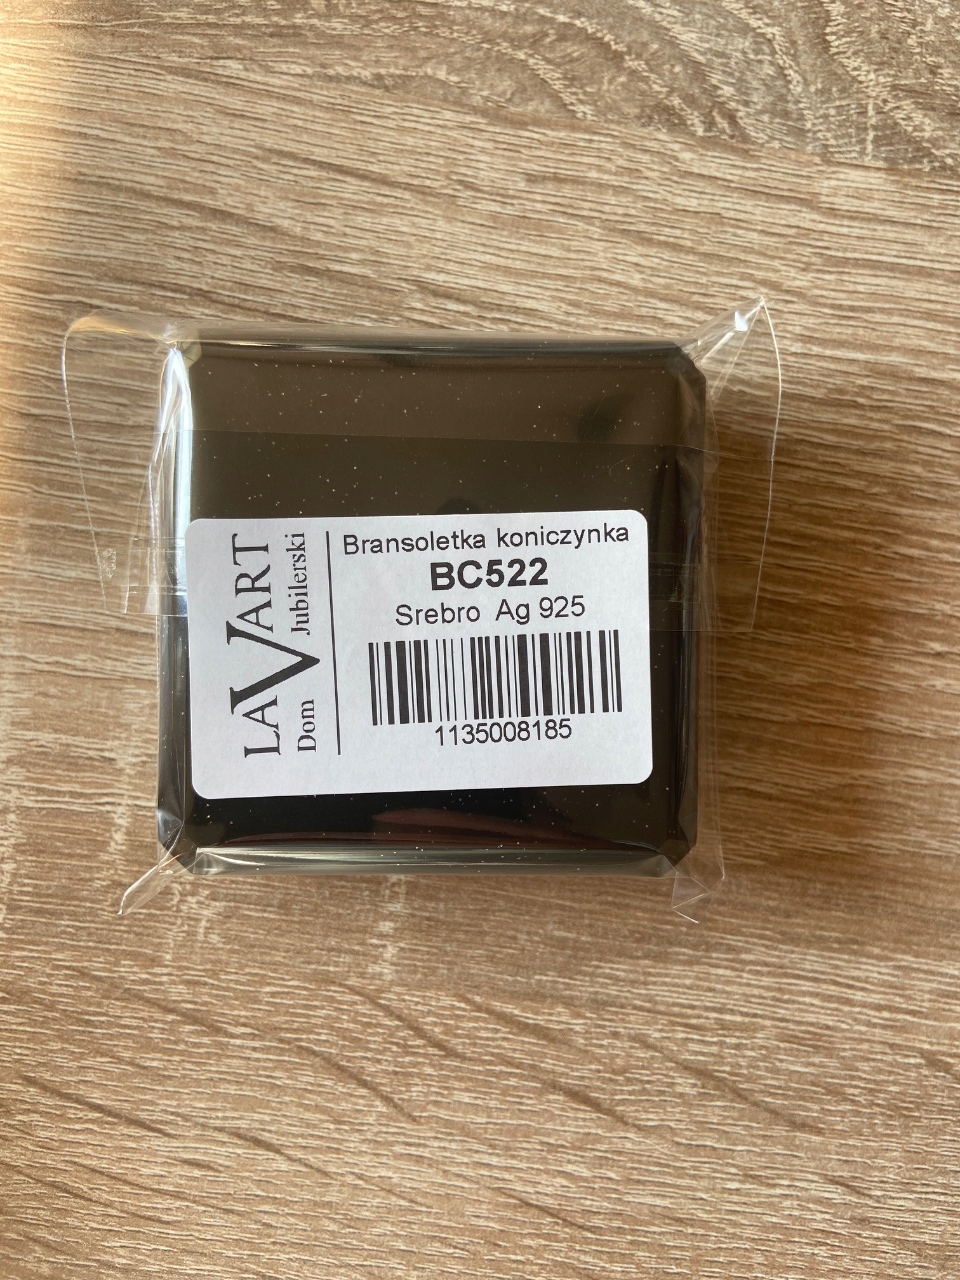 LAVART
Dom Jubilerski
Bransoletka koniczynka
BC522
Srebro Ag 925
1135008185